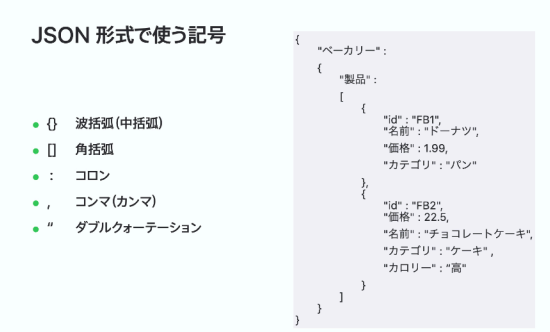 JSON 形式で使う記号
{} 波括弧(中括弧)
[] 角括弧
: コロン
, コンマ(カンマ)
“ ダブルクォーテーション
{
"ベーカリー" :
{
"製品" :
[
{
"id" : "FB1",
"名前" : "ドーナツ",
"価格" : 1.99,
"カテゴリ" : "パン"
},
{
"id" : "FB2",
"価格" : 22.5,
"名前" : "チョコレートケーキ",
"カテゴリ" : "ケーキ" ,
"カロリー" : "高"
}
]
}
}